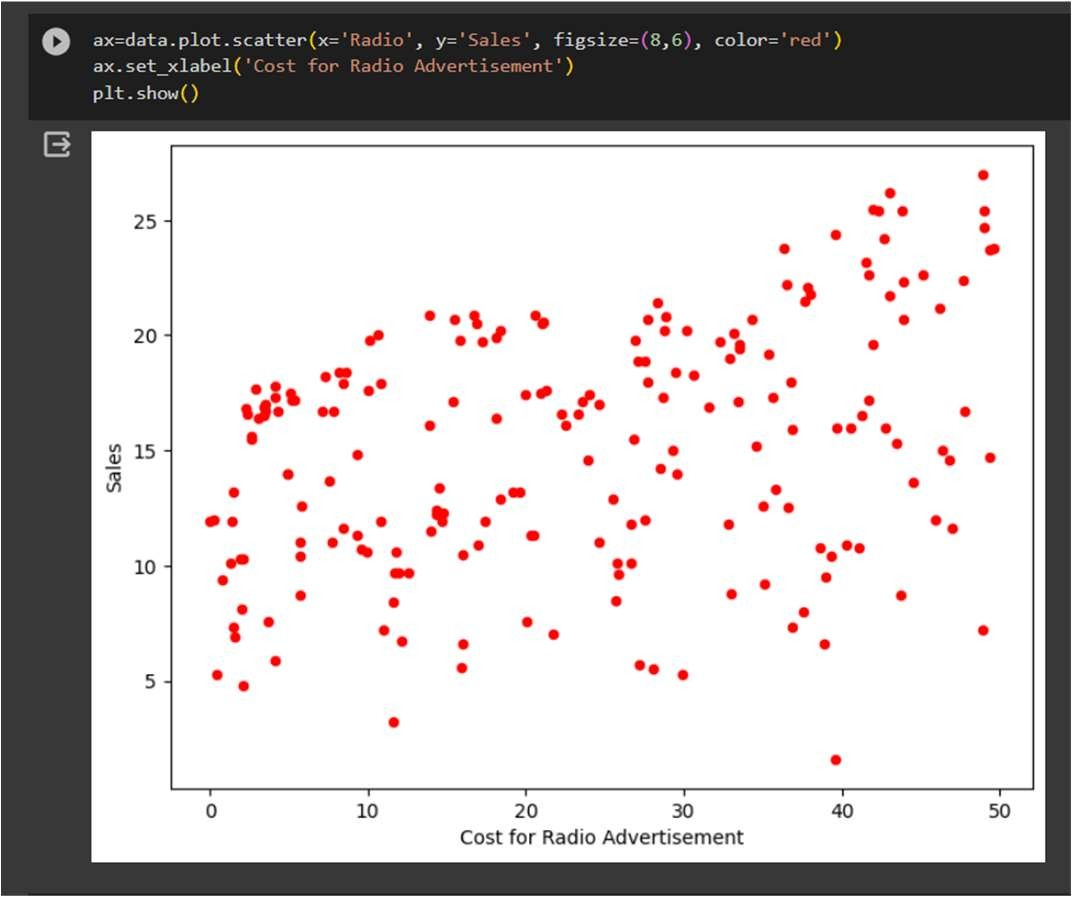 ax=data.plot.scatter(x='Radio', y='Sales', figsize=(8,6), color='red')
ax.set_xlabel('Cost for Radio Advertisement')
plt.show()
25
20
15
10
5
Sales
0 10 20 30 40 50
Cost for Radio Advertisement